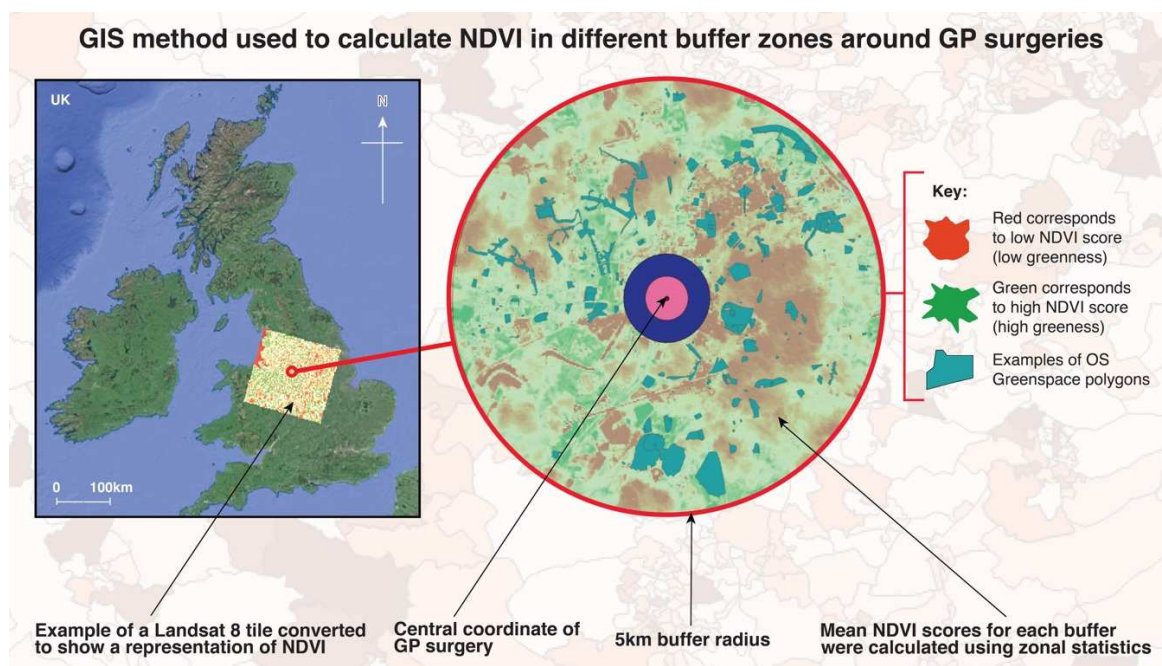 GIS method used to calculate NDVI in different buffer zones around GP surgeries
UK
N
0 100km
Key:
Red corresponds
to low NDVI score
(low greenness)
Green corresponds
to high NDVI score
(high greeness)
Examples of OS
Greenspace polygons
Example of a Landsat 8 tile converted
to show a representation of NDVI
Central coordinate of
GP surgery
5km buffer radius
Mean NDVI scores for each buffer
were calculated using zonal statistics